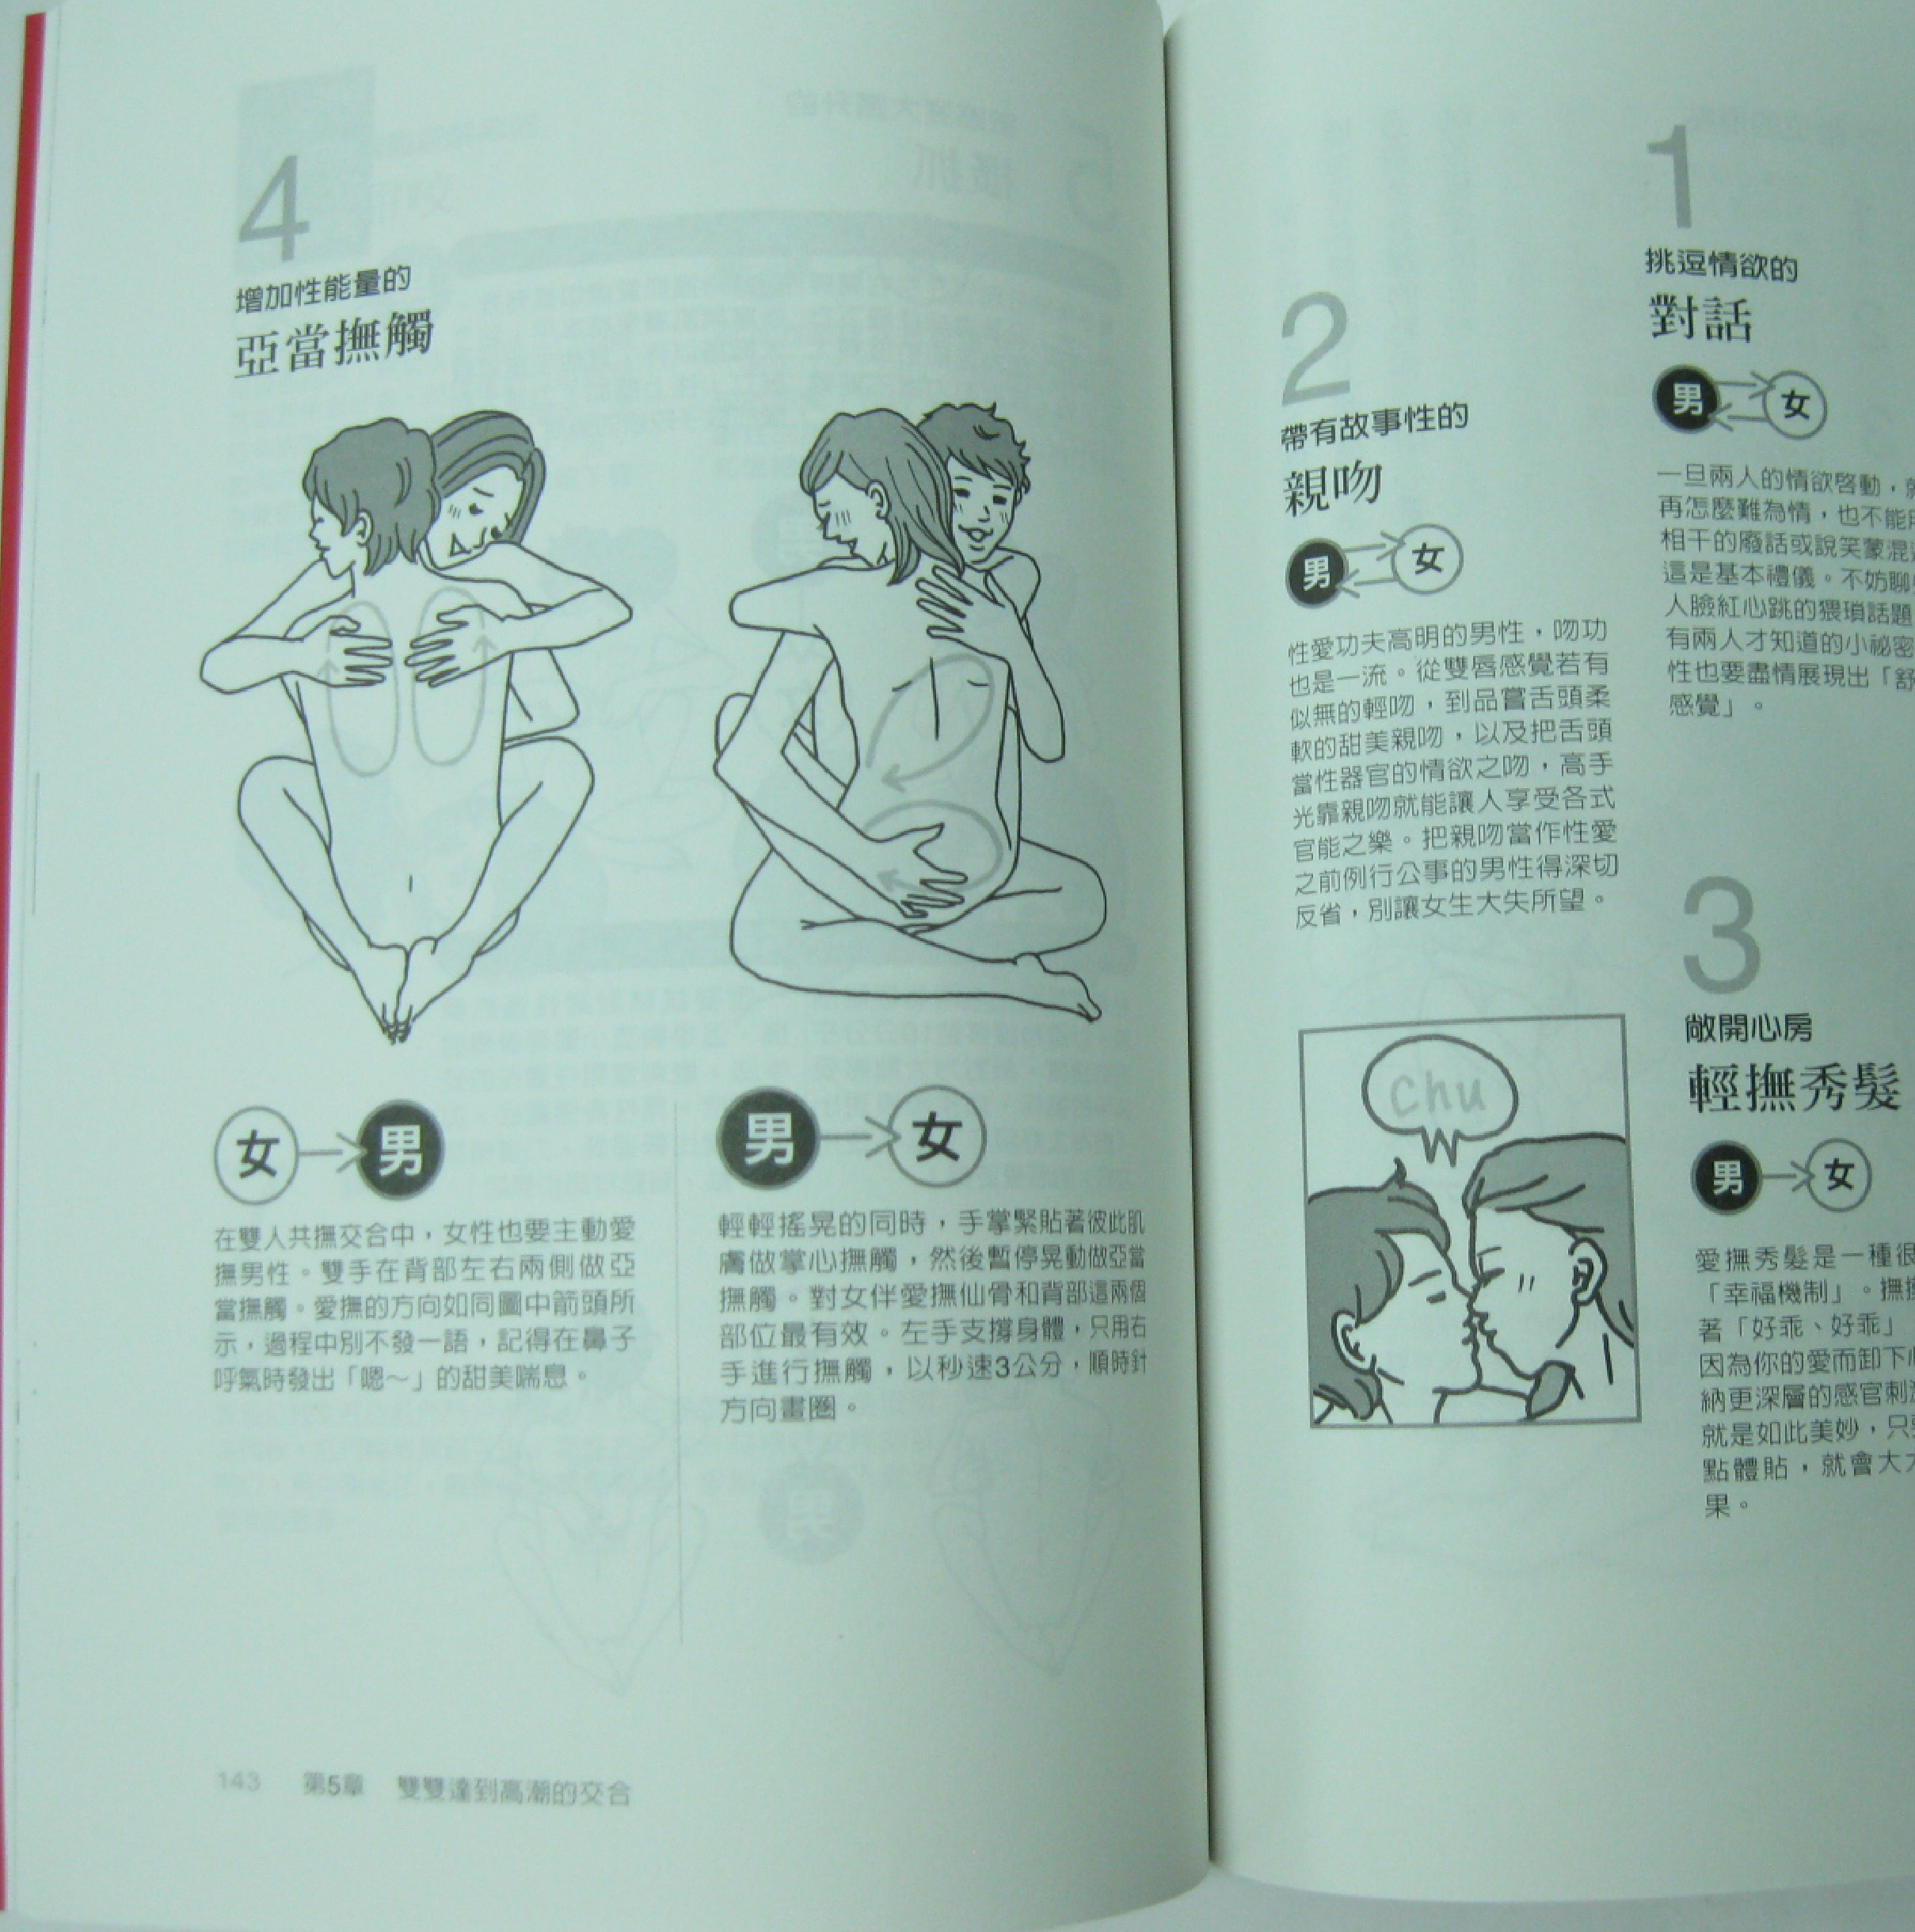 4
增加性能量的
亞當撫觸
女
男
在雙人共撫交合中，女性也要主動愛
撫男性。雙手在背部左右兩側做亞
當撫觸。愛撫的方向如同圖中箭頭所
示，過程中別不發一語，記得在鼻子
呼氣時發出「嗯～」的甜美喘息。
男
女
輕輕搖晃的同時，手掌緊貼著彼此肌
膚做掌心撫觸，然後暫停晃動做亞當
撫觸。對女伴愛撫仙骨和背部這兩個
部位最有效。左手支撐身體，只用右
手進行撫觸，以秒速3公分，順時針
方向畫圈。
143 第5章 雙雙達到高潮的交合
1
挑逗情欲的
對話
男
女
一旦兩人的情欲啓動，
再怎麼難為情，也不能
相干的廢話或說笑蒙混
這是基本禮儀。不妨聊
人臉紅心跳的猥瑣話題
有兩人才知道的小祕密
性也要盡情展現出「舒
感覺」。
2
帶有故事性的
親吻
男
女
性愛功夫高明的男性，吻功
也是一流。從雙唇感覺若有
似無的輕吻，到品嘗舌頭柔
軟的甜美親吻，以及把舌頭
當性器官的情欲之吻，高手
光靠親吻就能讓人享受各式
官能之樂。把親吻當作性愛
之前例行公事的男性得深切
反省，別讓女生大失所望。
chu
3
敞開心房
輕撫秀髮
男
女
愛撫秀髮是一種很
「幸福機制」。撫
著「好乖、好乖」
因為你的愛而卸下
納更深層的感官刺
就是如此美妙，只
點體貼，就會大
果。